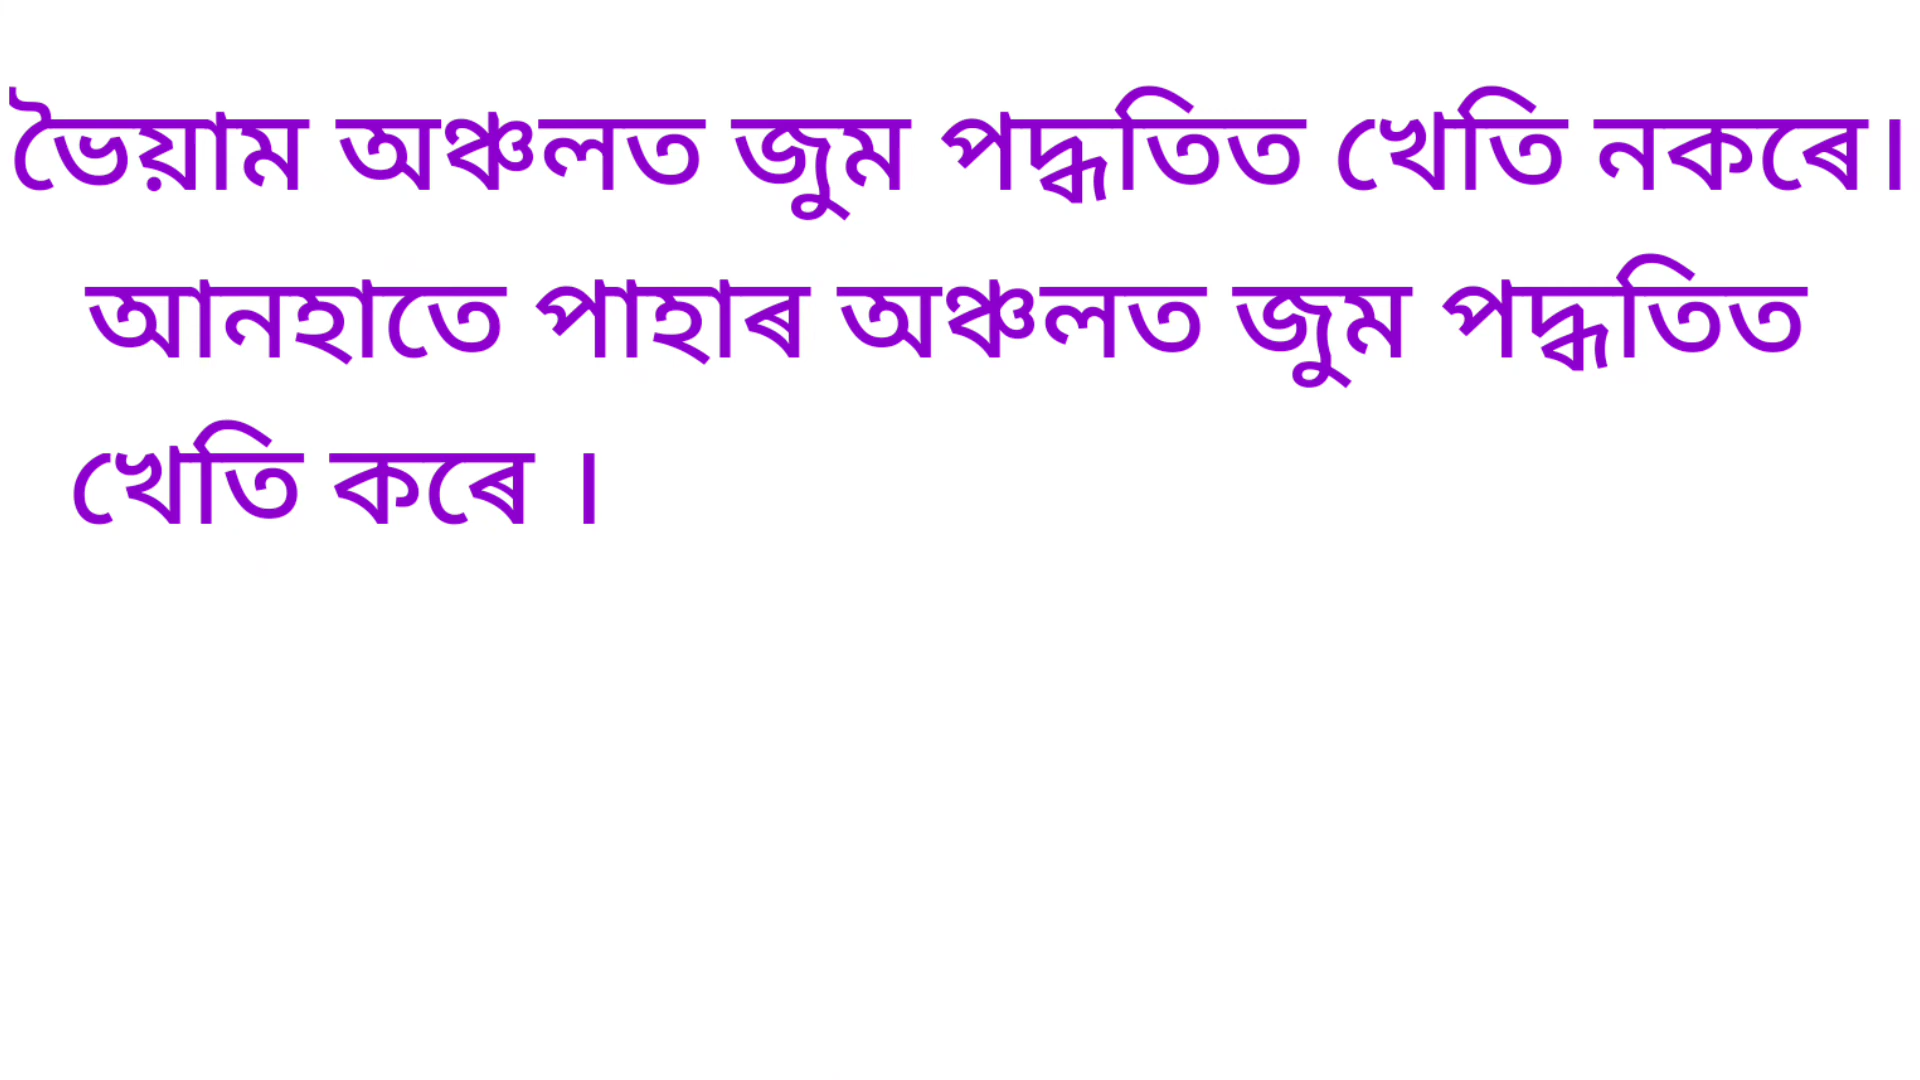 ভৈয়াম অঞ্চলত জুম পদ্ধতিত খেতি নকৰে।
আনহাতে পাহাৰ অঞ্চলত জুম পদ্ধতিত
খেতি কৰে ।